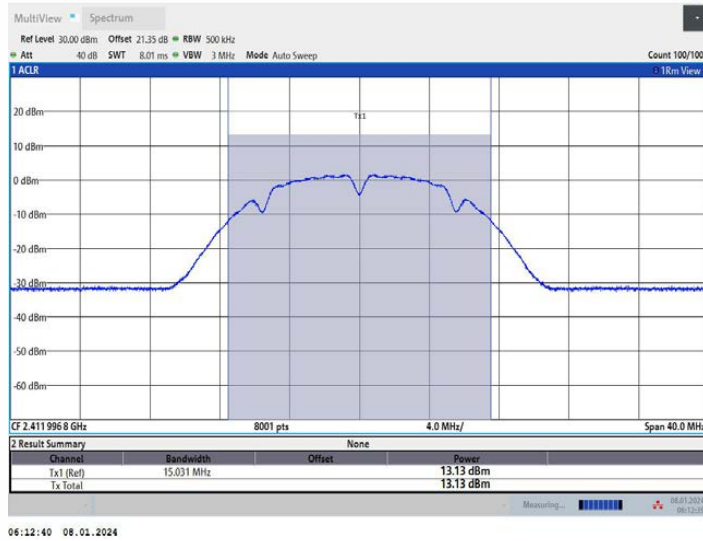 MultiView Spectrum
Ref Level 30.00 dBm Offset 21.35 dB RBW 500 kHz
Att 40 dB SWT 8.01 ms VBW 3 MHz Mode Auto Sweep Count 100/100
1 ACLR 1Rm View
Tx1
20 dBm
10 dBm
0 dBm
-10 dBm
-20 dBm
-30 dBm
-40 dBm
-50 dBm
-60 dBm
CF 2.411 996 8 GHz 8001 pts 4.0 MHz/ Span 40.0 MHz
2 Result Summary None
Channel Bandwidth Offset Power
Tx1 (Ref) 15.031 MHz 13.13 dBm
Tx Total 13.13 dBm
Measuring... 08.01.2024
06:12:39
06:12:40 08.01.2024